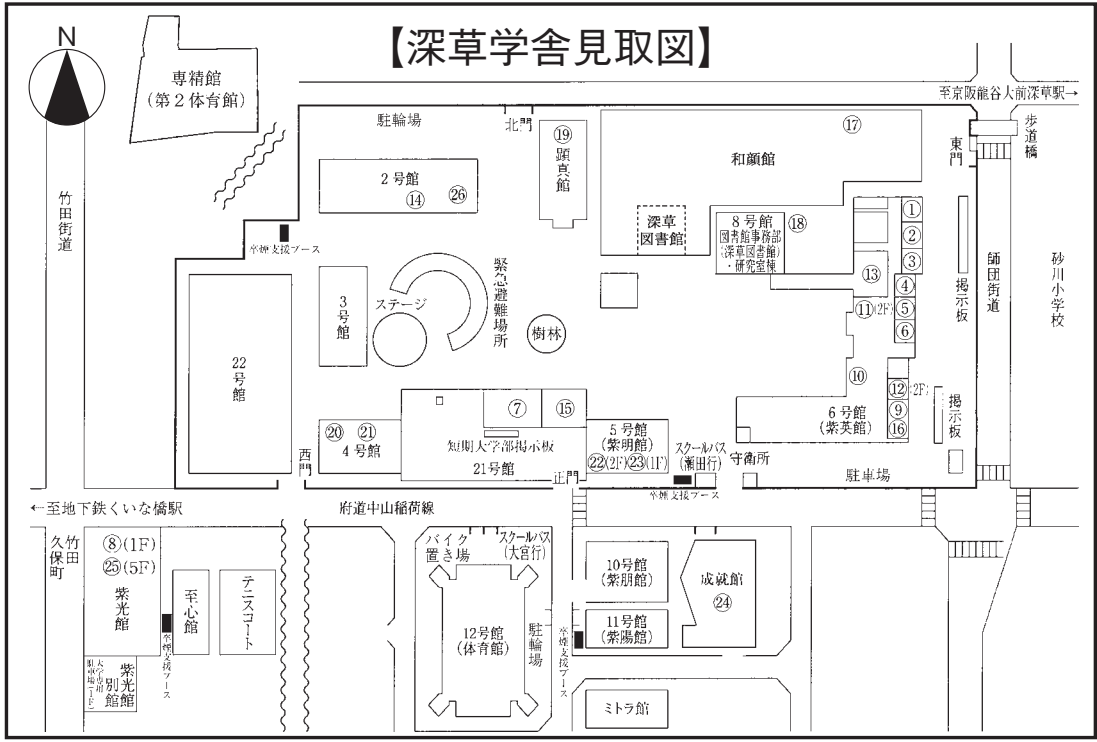 【深草学舎見取図】
N
専精館
(第2体育館)
至京阪龍谷大前深草駅→
駐輪場
北門
⑲
顕真館
⑰
和顔館
東門
歩道橋
2号館
⑭
㉖
竹田街道
深草
図書館
8号館
図書館事務部
(深草図書館)
・研究室棟
⑱
①
②
③
④
⑤
⑥
⑬
⑪(2F)
⑩
掲示板
師団街道
砂川小学校
卒煙支援ブース
3号館
ステージ
緊急避難場所
樹林
22号館
⑦
⑮
⑫(2F)
⑨
⑯
掲示板
6号館
(紫英館)
⑳
㉑
4号館
短期大学部掲示板
21号館
5号館
(紫明館)
㉒(2F)㉓(1F)
スクールバス
(瀬田行)
守衛所
駐車場
西門
正門
卒煙支援ブース
←至地下鉄くいな橋駅
府道中山稲荷線
竹田
久保町
⑧(1F)
㉕(5F)
紫光館
至心館
テニスコート
バイク
置き場
スクールバス
(大宮行)
10号館
(紫朋館)
成就館
㉔
11号館
(紫陽館)
12号館
(体育館)
駐輪場
卒煙支援ブース
卒煙支援ブース
紫光館
別館
ミトラ館